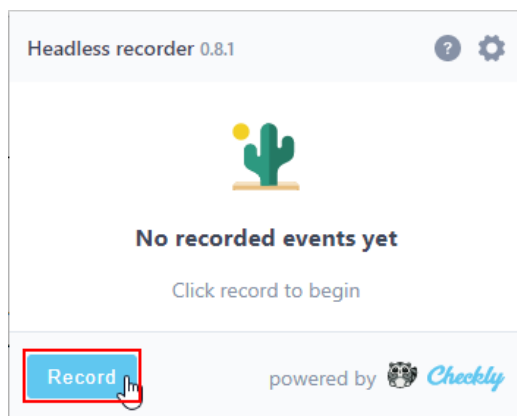 Headless recorder 0.8.1 ?
No recorded events yet
Click record to begin
Record powered by Checkly